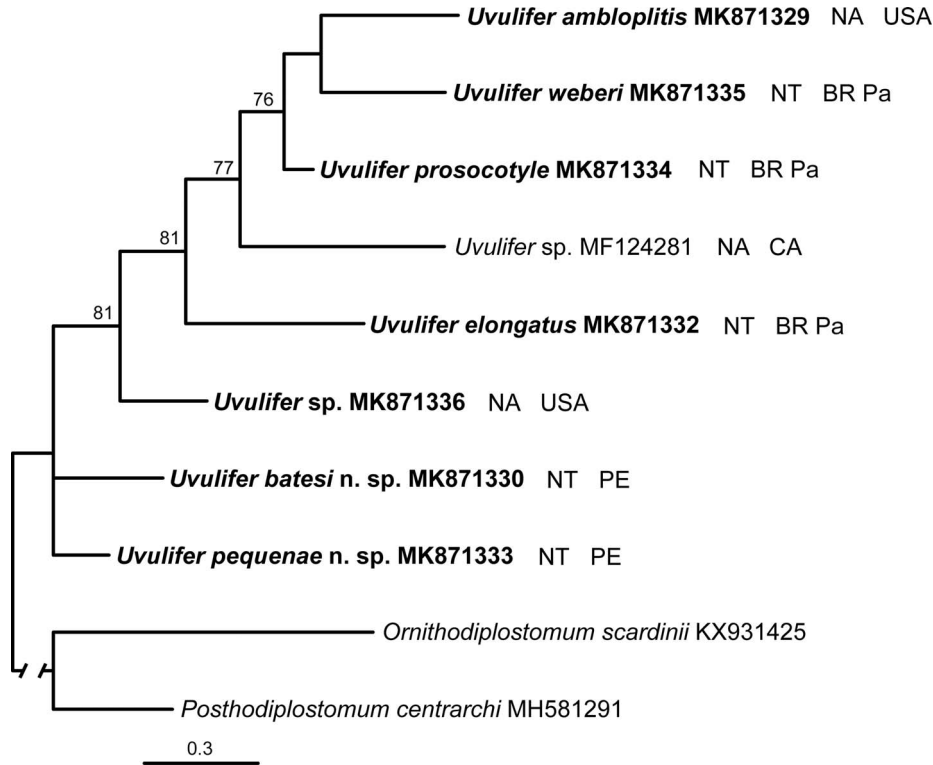 Uvulifer ambloplitis MK871329 NA USA
Uvulifer weberi MK871335 NT BR Pa
76
Uvulifer prosocotyle MK871334 NT BR Pa
77
Uvulifer sp. MF124281 NA CA
81
Uvulifer elongatus MK871332 NT BR Pa
81
Uvulifer sp. MK871336 NA USA
Uvulifer batesi n. sp. MK871330 NT PE
Uvulifer pequenae n. sp. MK871333 NT PE
Ornithodiplostomum scardinii KX931425
Posthodiplostomum centrarchi MH581291
0.3